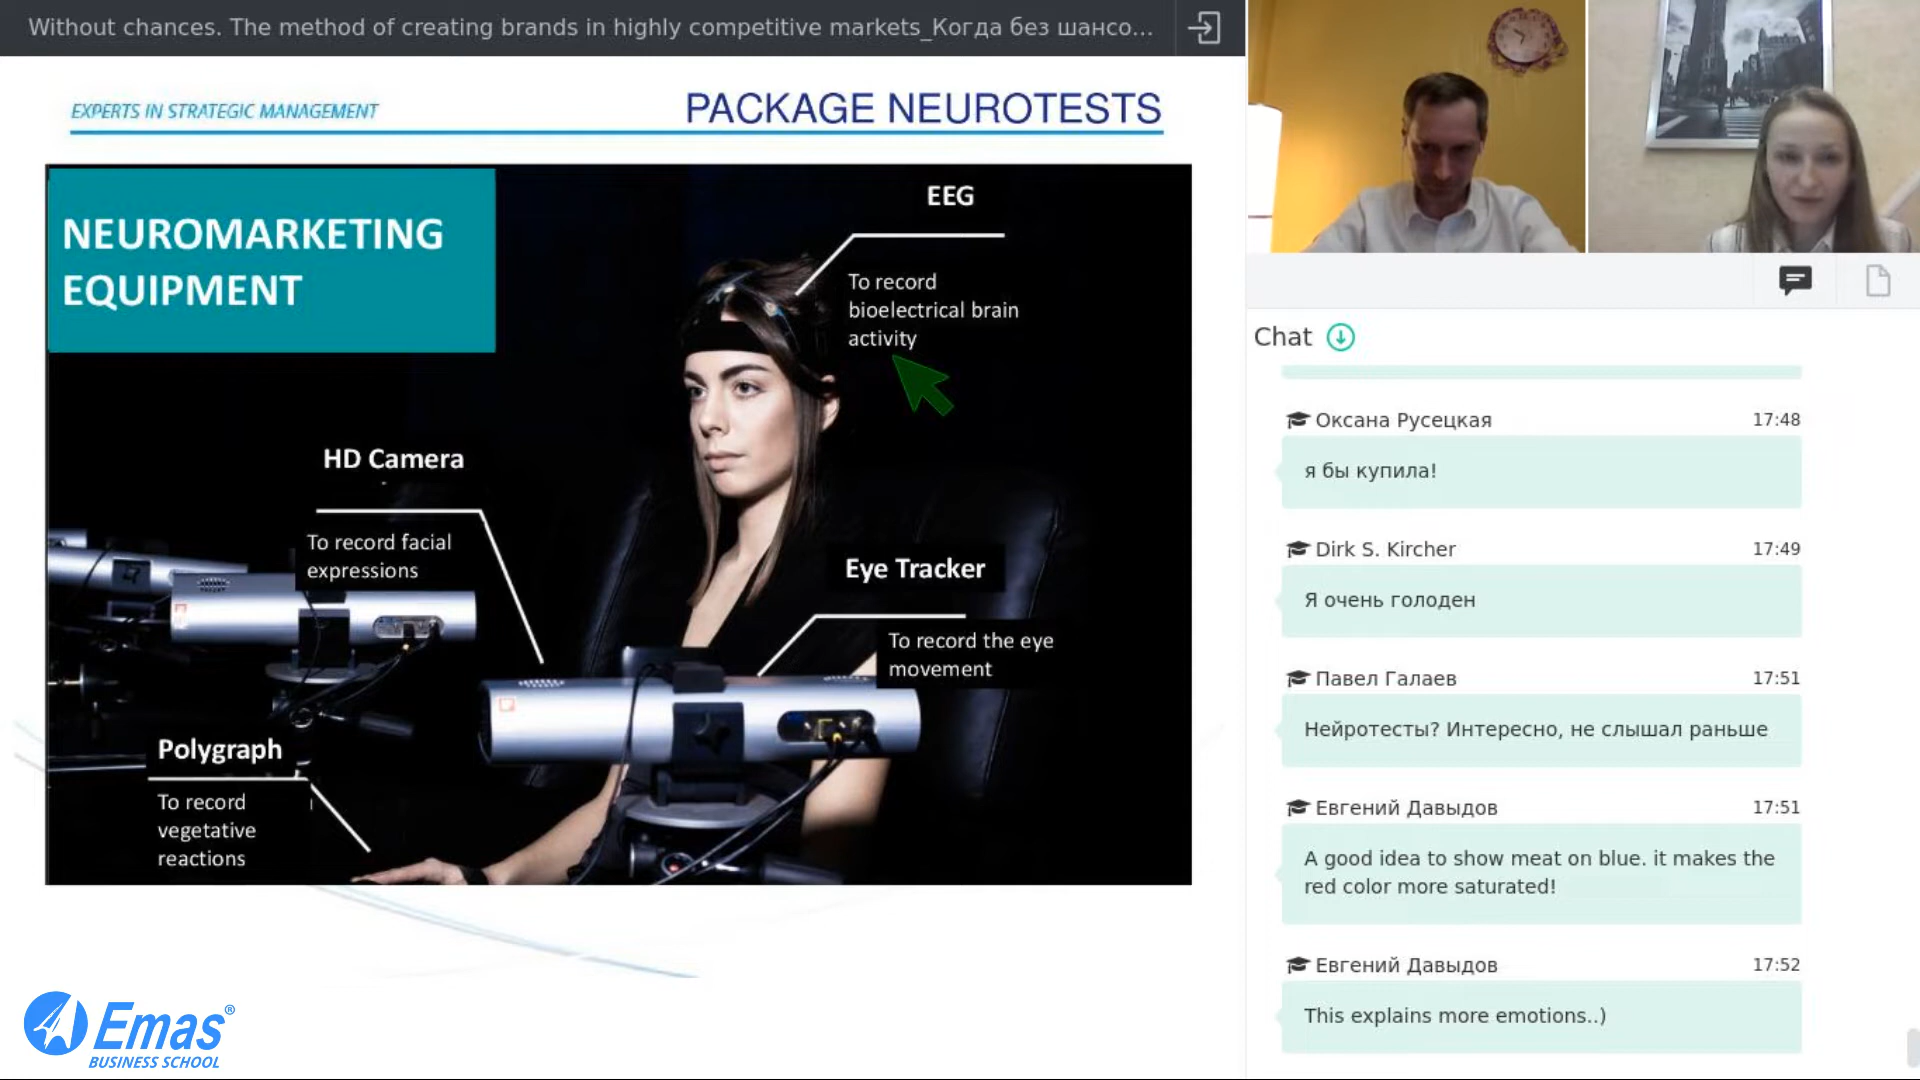 Without chances. The method of creating brands in highly competitive markets_Когда без шансо...
EXPERTS IN STRATEGIC MANAGEMENT
PACKAGE NEUROTESTS
NEUROMARKETING
EQUIPMENT
EEG
To record
bioelectrical brain
activity
HD Camera
To record facial
expressions
Eye Tracker
To record the eye
movement
Polygraph
To record
vegetative
reactions
Emas®
BUSINESS SCHOOL
Chat
Оксана Русецкая 17:48
я бы купила!
Dirk S. Kircher 17:49
Я очень голоден
Павел Галаев 17:51
Нейротесты? Интересно, не слышал раньше
Евгений Давыдов 17:51
A good idea to show meat on blue. it makes the
red color more saturated!
Евгений Давыдов 17:52
This explains more emotions..)